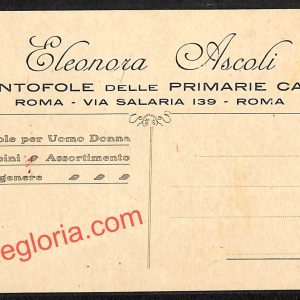 Eleonora Ascoli
NTOFOLE DELLE PRIMARIE CA
ROMA - VIA SALARIA 139 - ROMA
ole per Uomo Donna
ini Assortimento
genere
egloria.com